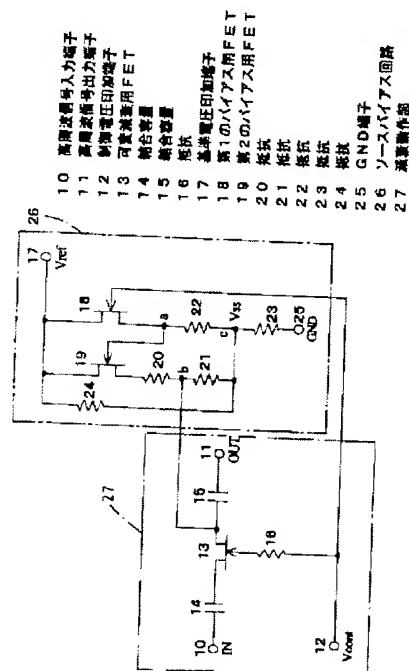 10 高周波信号入力端子
11 高周波信号出力端子
12 制御電圧印加端子
13 可変減衰用FET
14 結合容量
15 結合容量
16 抵抗
17 基準電圧印加端子
18 第1のバイアス用FET
19 第2のバイアス用FET
20 抵抗
21 抵抗
22 抵抗
23 抵抗
24 抵抗
25 GND端子
26 ソースバイアス回路
27 減衰動作部
26
17
Vref
18
19
24
a
20
22
b
21
c
Vss
23
25
GND
27
11
OUT
15
13
14
16
10
IN
12
Vcont